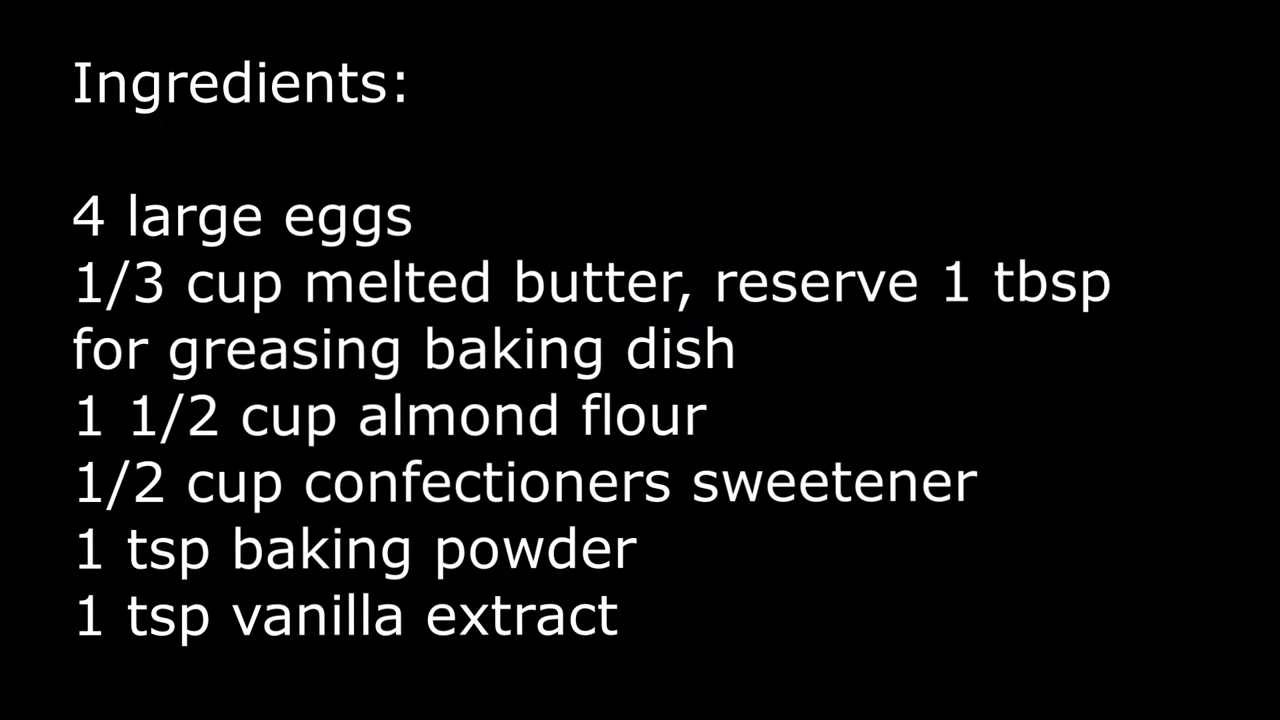 Ingredients:
4 large eggs
1/3 cup melted butter, reserve 1 tbsp
for greasing baking dish
1 1/2 cup almond flour
1/2 cup confectioners sweetener
1 tsp baking powder
1 tsp vanilla extract